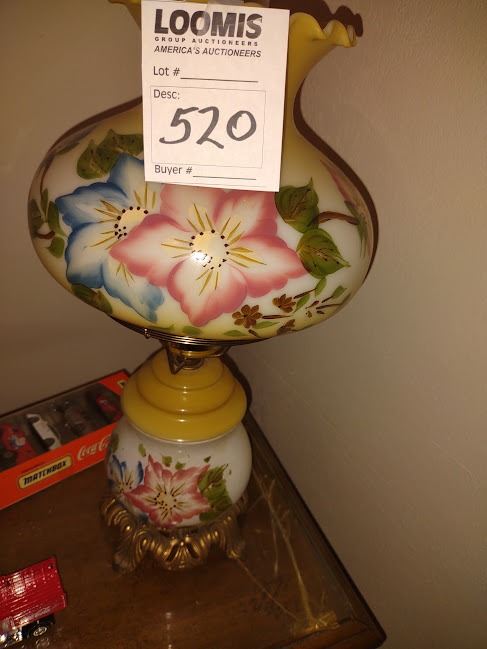 LOOMIS
GROUP AUCTIONEERS
AMERICA'S AUCTIONEERS
Lot #
Desc:
520
Buyer #
MATCHBOX
Coca-Cola